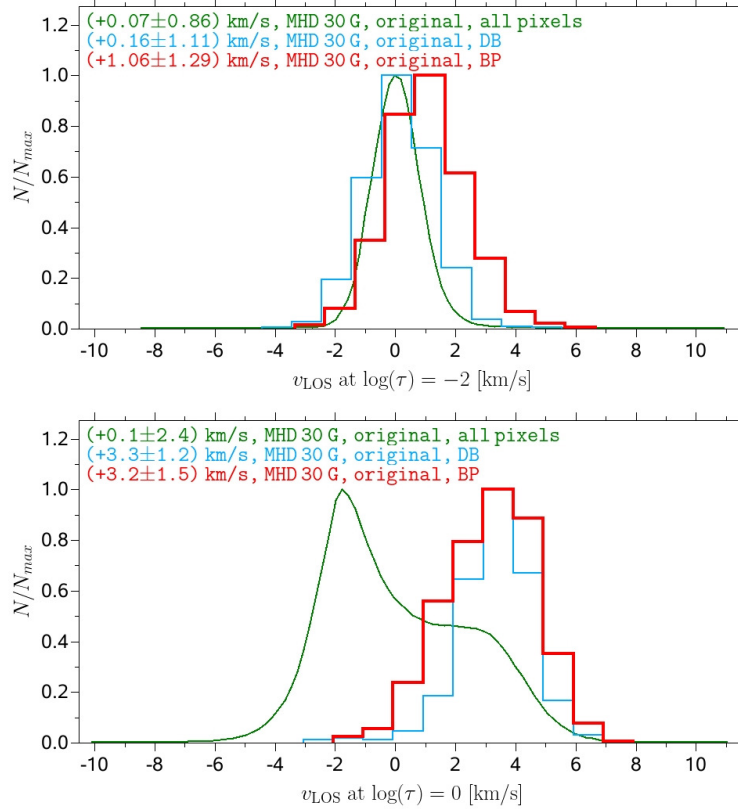 (+0.07±0.86) km/s, MHD 30 G, original, all pixels
(+0.16±1.11) km/s, MHD 30 G, original, DB
(+1.06±1.29) km/s, MHD 30 G, original, BP
1.2
1.0
0.8
0.6
0.4
0.2
0.0
N/N_max
-10 -8 -6 -4 -2 0 2 4 6 8 10
v_LOS at log(τ) = −2 [km/s]
(+0.1±2.4) km/s, MHD 30 G, original, all pixels
(+3.3±1.2) km/s, MHD 30 G, original, DB
(+3.2±1.5) km/s, MHD 30 G, original, BP
1.2
1.0
0.8
0.6
0.4
0.2
0.0
N/N_max
-10 -8 -6 -4 -2 0 2 4 6 8 10
v_LOS at log(τ) = 0 [km/s]